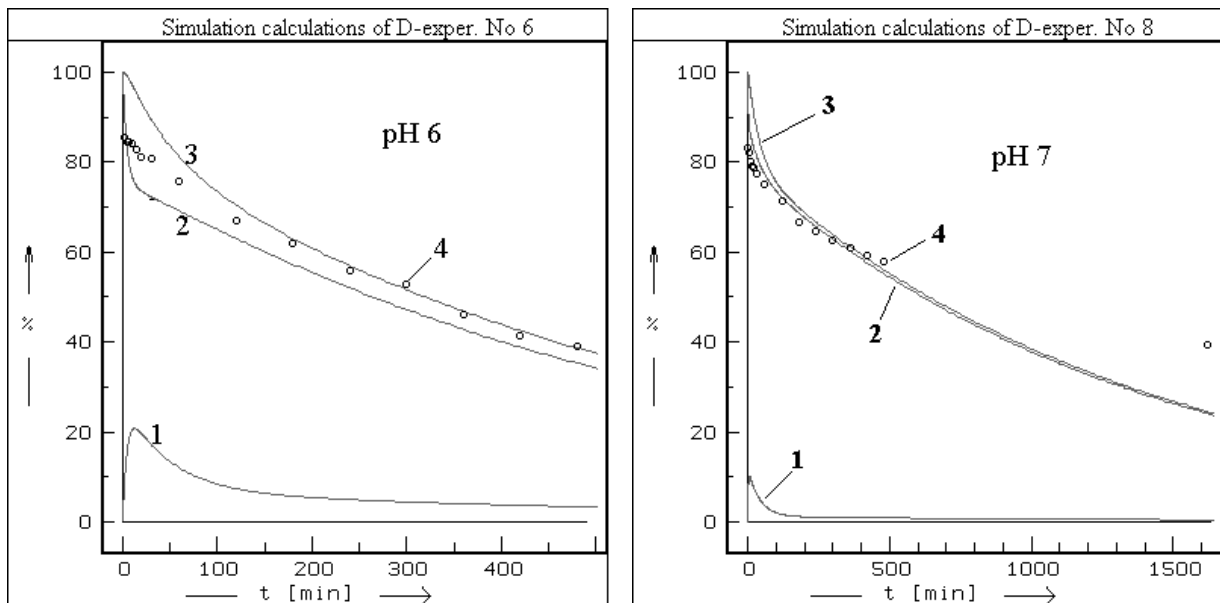 Simulation calculations of D-exper. No 6
100
80
60
40
20
0
%
pH 6
3
2
4
1
0 100 200 300 400
t [min]
Simulation calculations of D-exper. No 8
100
80
60
40
20
0
%
3
pH 7
4
2
1
0 500 1000 1500
t [min]